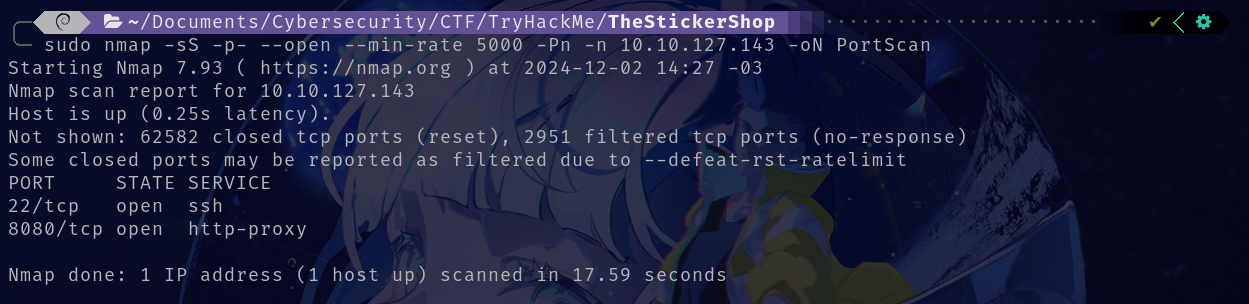 ~/Documents/Cybersecurity/CTF/TryHackMe/TheStickerShop
sudo nmap -sS -p- --open --min-rate 5000 -Pn -n 10.10.127.143 -oN PortScan
Starting Nmap 7.93 ( https://nmap.org ) at 2024-12-02 14:27 -03
Nmap scan report for 10.10.127.143
Host is up (0.25s latency).
Not shown: 62582 closed tcp ports (reset), 2951 filtered tcp ports (no-response)
Some closed ports may be reported as filtered due to --defeat-rst-ratelimit
PORT     STATE SERVICE
22/tcp   open  ssh
8080/tcp open  http-proxy
Nmap done: 1 IP address (1 host up) scanned in 17.59 seconds